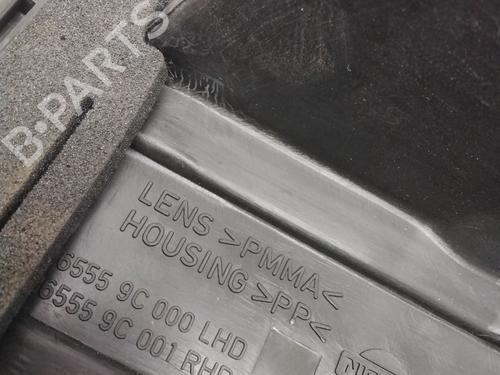 B·PARTS
LENS >PMMA<
HOUSING >PP<
6555 9C 000 LHD
6555 9C 001 RHD